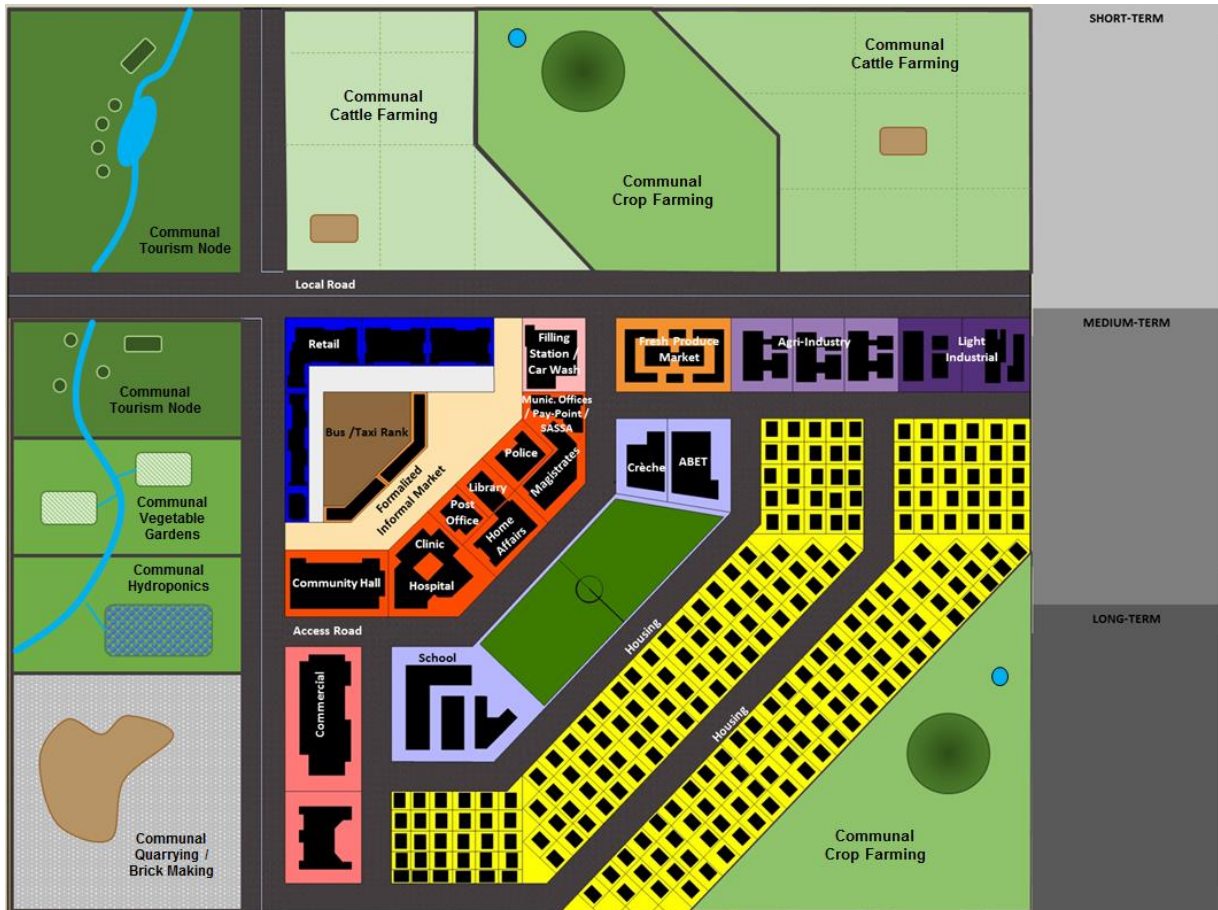 SHORT-TERM
Communal
Cattle Farming
Communal
Cattle Farming
Communal
Crop Farming
Communal
Tourism Node
Local Road
MEDIUM-TERM
Retail
Filling
Station /
Car Wash
Fresh Produce
Market
Agri-Industry
Light
Industrial
Communal
Tourism Node
Bus /Taxi Rank
Munic. Offices
/ Pay-Point /
SASSA
Police
Magistrates
Library
Post
Office
Home
Affairs
Formalized
Informal Market
Crèche
ABET
Communal
Vegetable
Gardens
Clinic
Hospital
Community Hall
Communal
Hydroponics
Access Road
LONG-TERM
Housing
School
Commercial
Housing
Communal
Quarrying /
Brick Making
Communal
Crop Farming